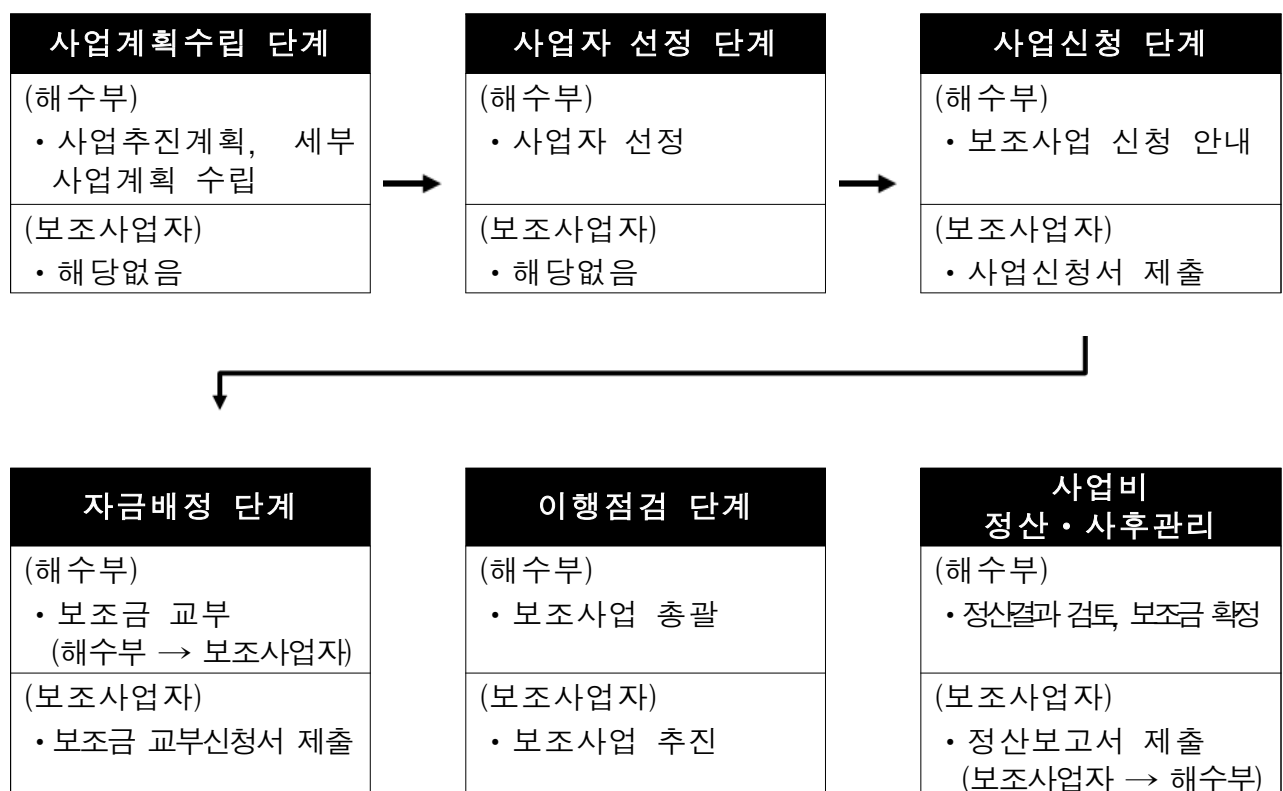 사업계획수립 단계
(해수부)
・사업추진계획, 세부
사업계획 수립
(보조사업자)
・해당없음
사업자 선정 단계
(해수부)
・사업자 선정
(보조사업자)
・해당없음
사업신청 단계
(해수부)
・보조사업 신청 안내
(보조사업자)
・사업신청서 제출
자금배정 단계
(해수부)
・보조금 교부
(해수부 → 보조사업자)
(보조사업자)
・보조금 교부신청서 제출
이행점검 단계
(해수부)
・보조사업 총괄
(보조사업자)
・보조사업 추진
사업비
정산・사후관리
(해수부)
・정산결과 검토, 보조금 확정
(보조사업자)
・정산보고서 제출
(보조사업자 → 해수부)